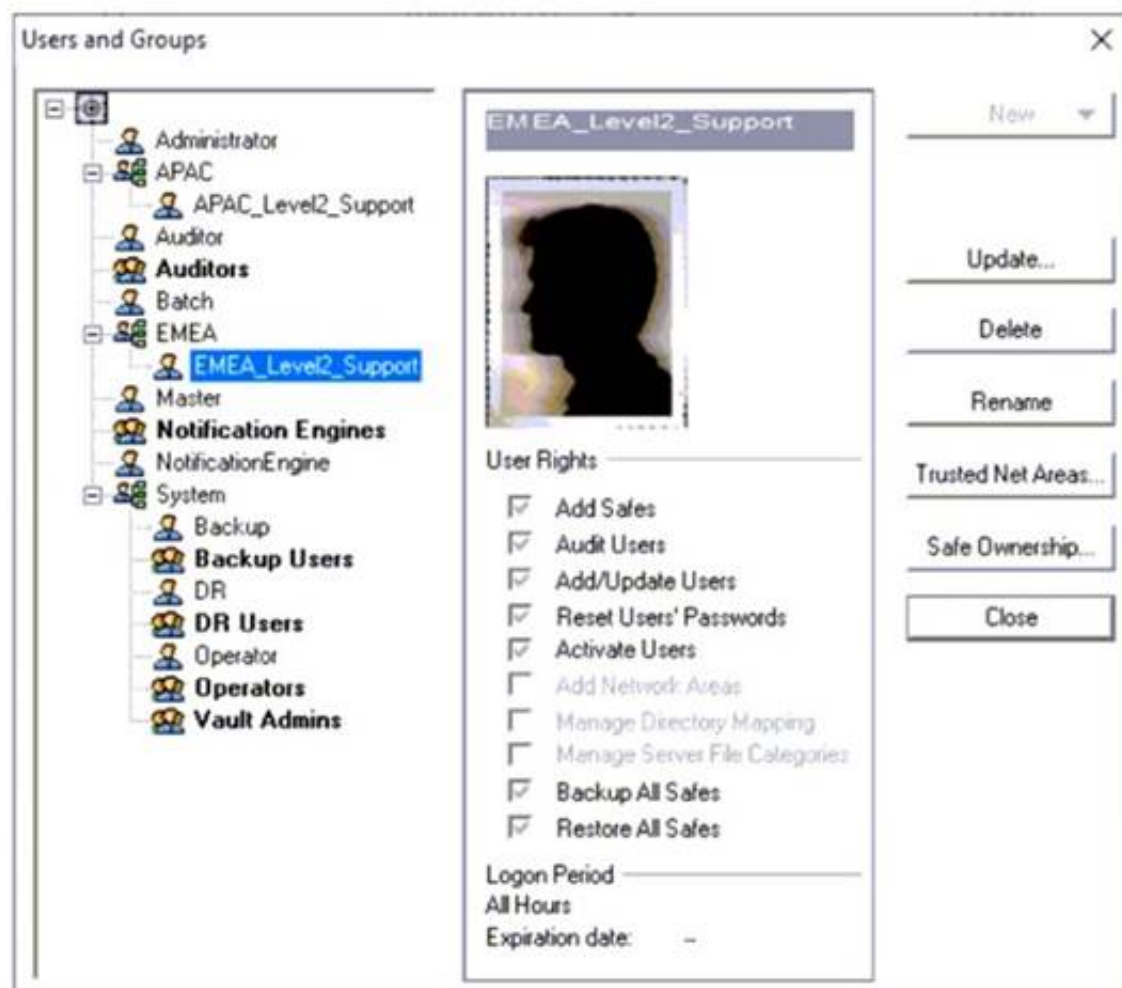 Users and Groups
Administrator
APAC
APAC_Level2_Support
Auditor
Auditors
Batch
EMEA
EMEA_Level2_Support
Master
Notification Engines
NotificationEngine
System
Backup
Backup Users
DR
DR Users
Operator
Operators
Vault Admins
EMEA_Level2_Support
User Rights
Add Safes
Audit Users
Add/Update Users
Reset Users' Passwords
Activate Users
Add Network Areas
Manage Directory Mapping
Manage Server File Categories
Backup All Safes
Restore All Safes
Logon Period
All Hours
Expiration date: --
New
Update...
Delete
Rename
Trusted Net Areas...
Safe Ownership...
Close